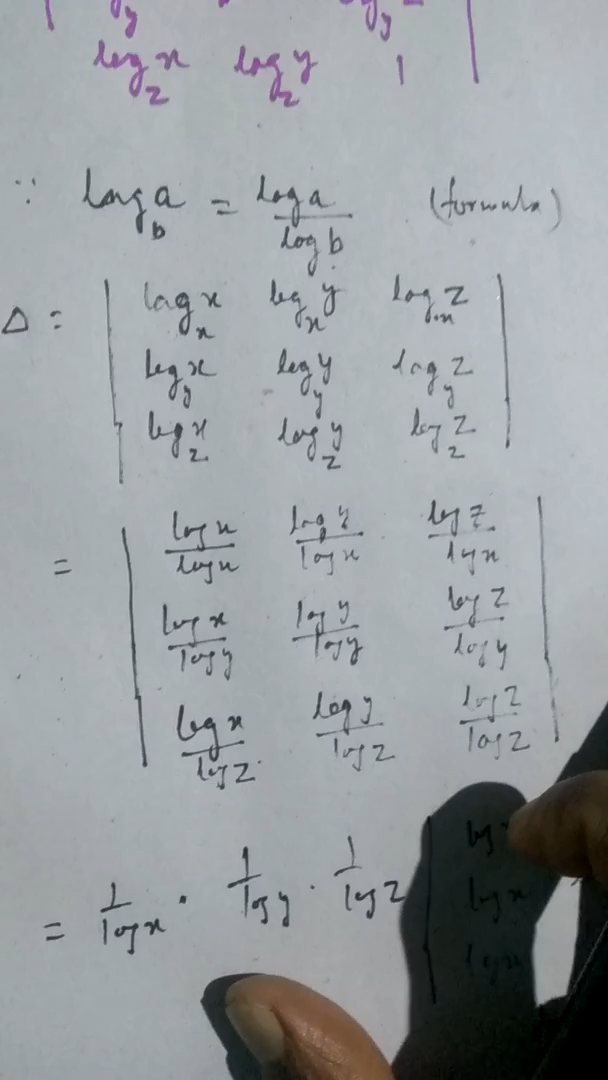 log_z x log_z y 1
∵ log_b a = log a / log b (formula)
Δ = | log_x x log_x y log_x z |
| log_y x log_y y log_y z |
| log_z x log_z y log_z z |
= | log x / log x log y / log x log z / log x |
| log x / log y log y / log y log z / log y |
| log x / log z log y / log z log z / log z |
= 1 / log x · 1 / log y · 1 / log z |
log x
log x